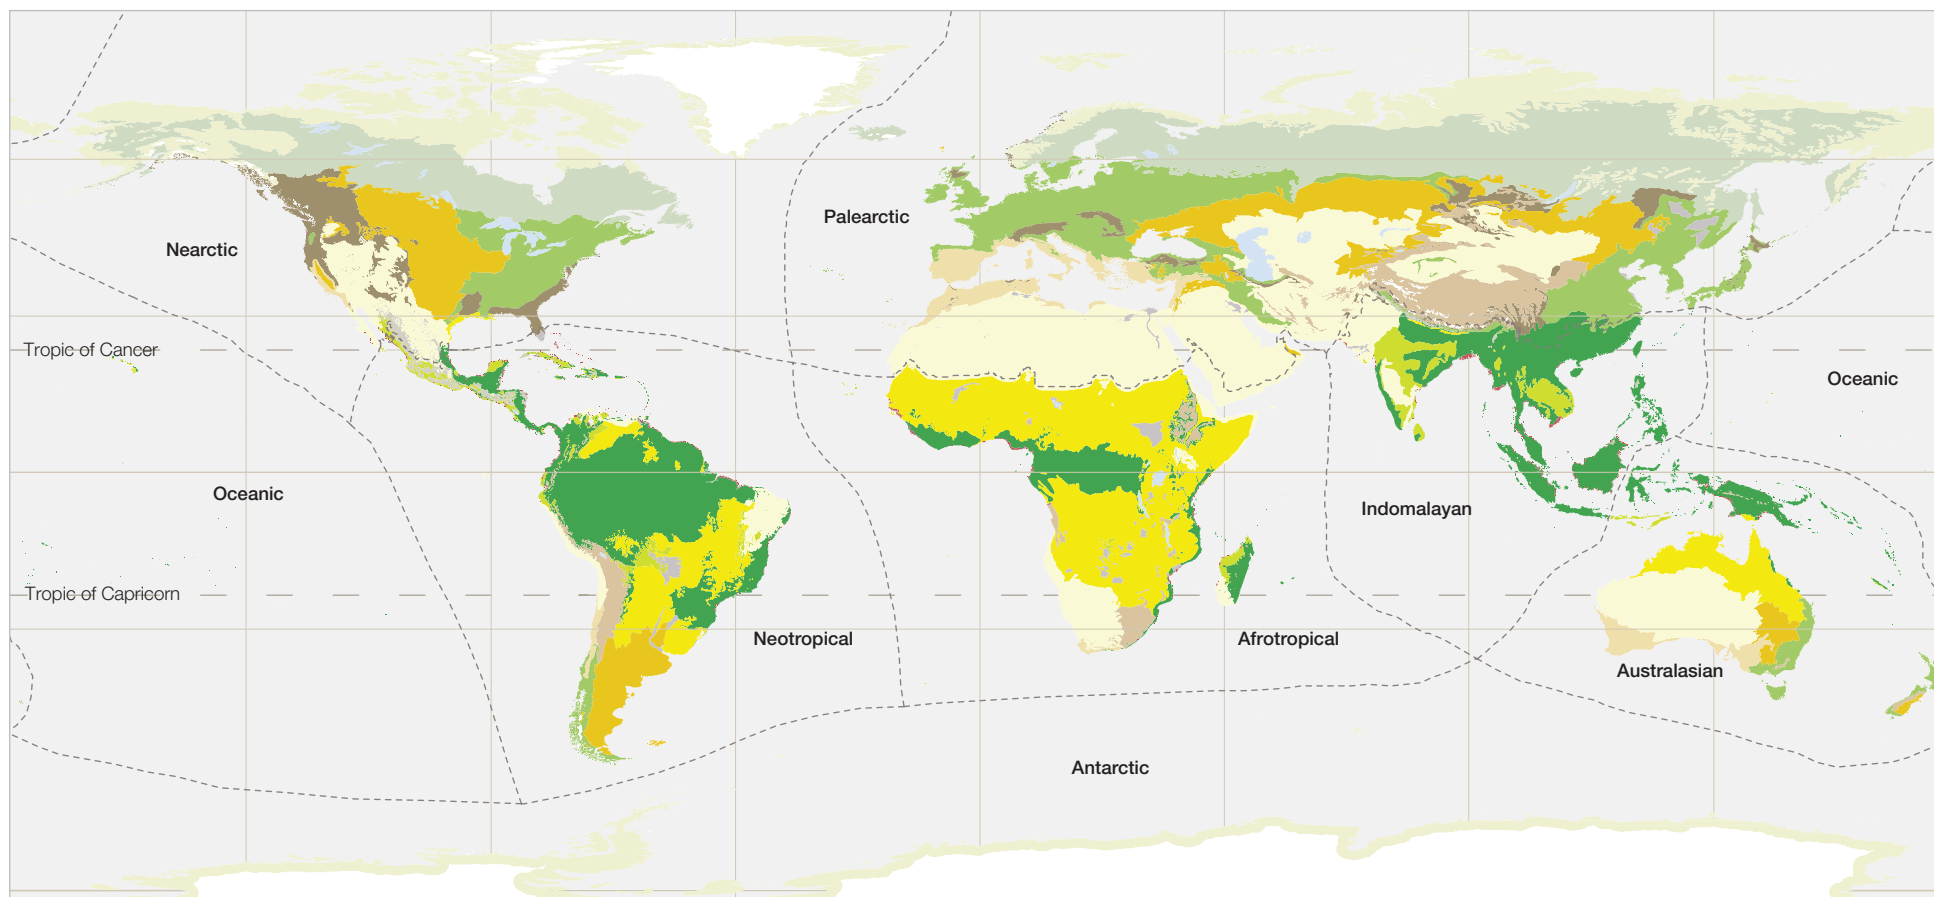 Palearctic
Nearctic
Tropic of Cancer
Oceanic
Oceanic
Indomalayan
Tropic of Capricorn
Neotropical
Afrotropical
Australasian
Antarctic